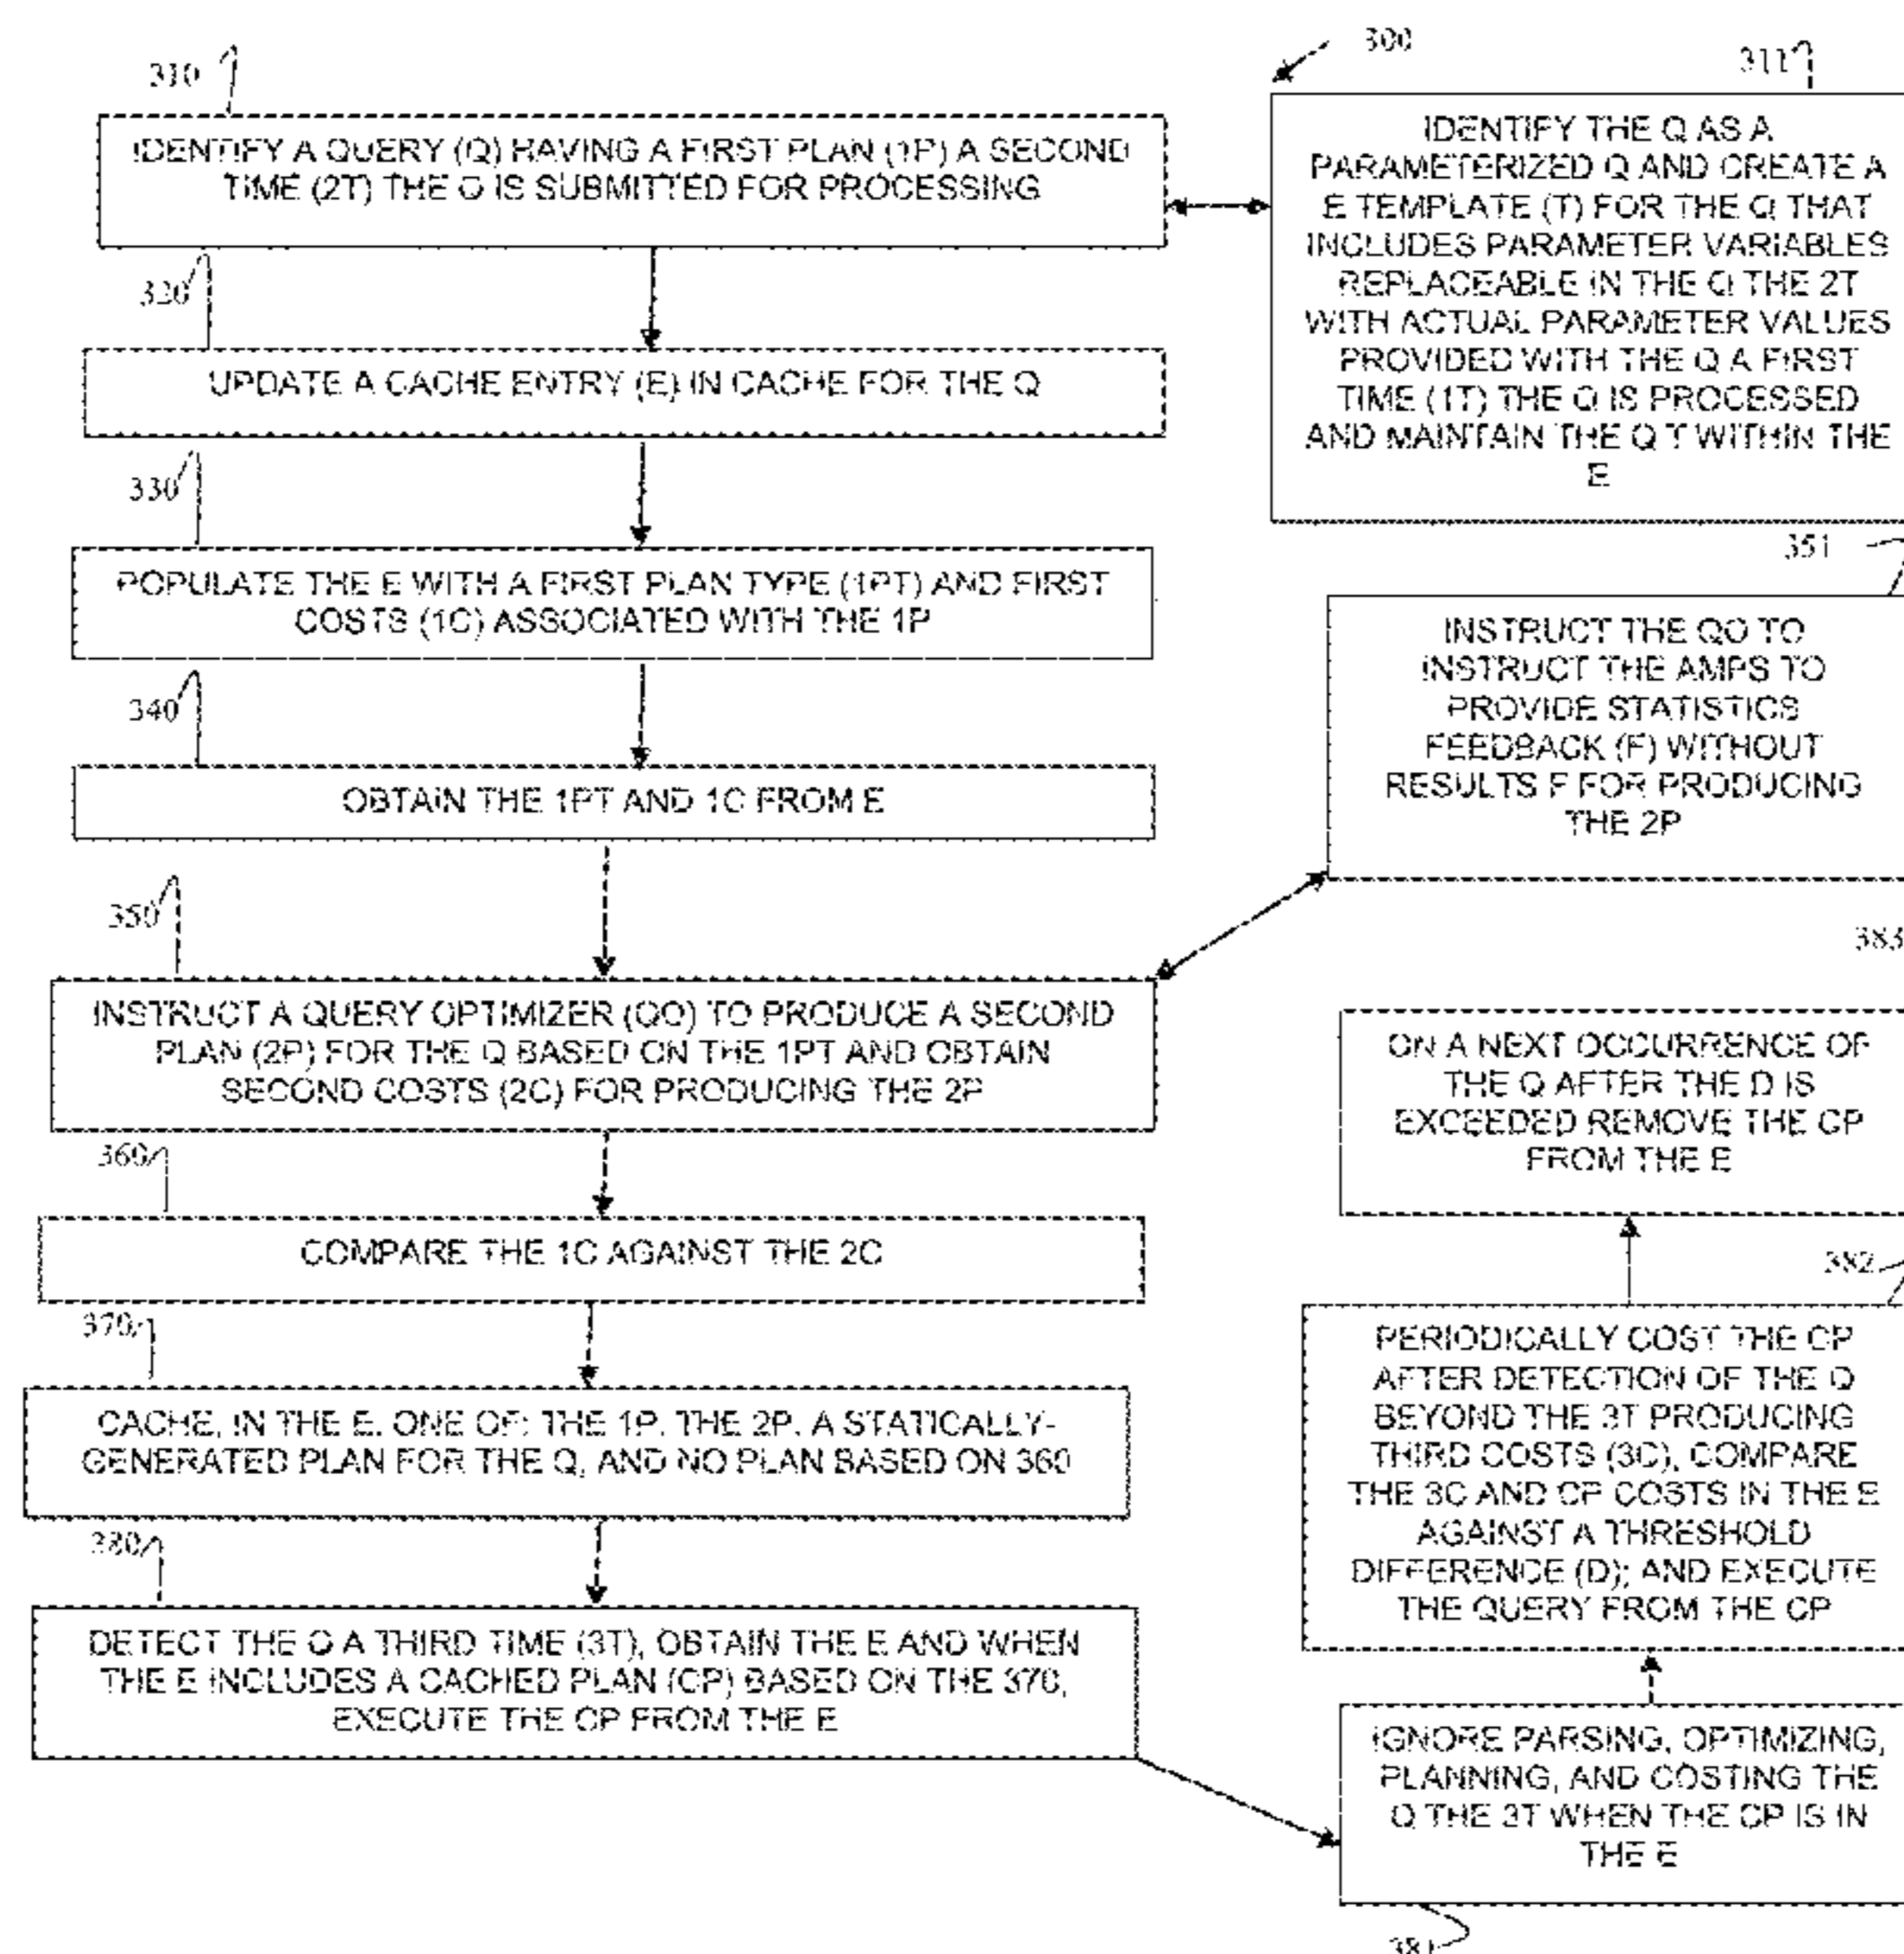 300
310
IDENTIFY A QUERY (Q) HAVING A FIRST PLAN (1P) A SECOND
TIME (2T) THE Q IS SUBMITTED FOR PROCESSING
311
IDENTIFY THE Q AS A
PARAMETERIZED Q AND CREATE A
E TEMPLATE (T) FOR THE Q THAT
INCLUDES PARAMETER VARIABLES
REPLACEABLE IN THE Q THE 2T
WITH ACTUAL PARAMETER VALUES
PROVIDED WITH THE Q A FIRST
TIME (1T) THE Q IS PROCESSED
AND MAINTAIN THE Q T WITHIN THE
E
320
UPDATE A CACHE ENTRY (E) IN CACHE FOR THE Q
330
POPULATE THE E WITH A FIRST PLAN TYPE (1PT) AND FIRST
COSTS (1C) ASSOCIATED WITH THE 1P
340
OBTAIN THE 1PT AND 1C FROM E
350
INSTRUCT A QUERY OPTIMIZER (QO) TO PRODUCE A SECOND
PLAN (2P) FOR THE Q BASED ON THE 1PT AND OBTAIN
SECOND COSTS (2C) FOR PRODUCING THE 2P
351
INSTRUCT THE QO TO
INSTRUCT THE AMPS TO
PROVIDE STATISTICS
FEEDBACK (F) WITHOUT
RESULTS F FOR PRODUCING
THE 2P
360
COMPARE THE 1C AGAINST THE 2C
370
CACHE, IN THE E, ONE OF: THE 1P, THE 2P, A STATICALLY-
GENERATED PLAN FOR THE Q, AND NO PLAN BASED ON 360
380
DETECT THE Q A THIRD TIME (3T), OBTAIN THE E AND WHEN
THE E INCLUDES A CACHED PLAN (CP) BASED ON THE 370,
EXECUTE THE CP FROM THE E
383
ON A NEXT OCCURRENCE OF
THE Q AFTER THE D IS
EXCEEDED REMOVE THE CP
FROM THE E
382
PERIODICALLY COST THE CP
AFTER DETECTION OF THE Q
BEYOND THE 3T PRODUCING
THIRD COSTS (3C), COMPARE
THE 3C AND CP COSTS IN THE E
AGAINST A THRESHOLD
DIFFERENCE (D); AND EXECUTE
THE QUERY FROM THE CP
IGNORE PARSING, OPTIMIZING,
PLANNING, AND COSTING THE
Q THE 3T WHEN THE CP IS IN
THE E
381